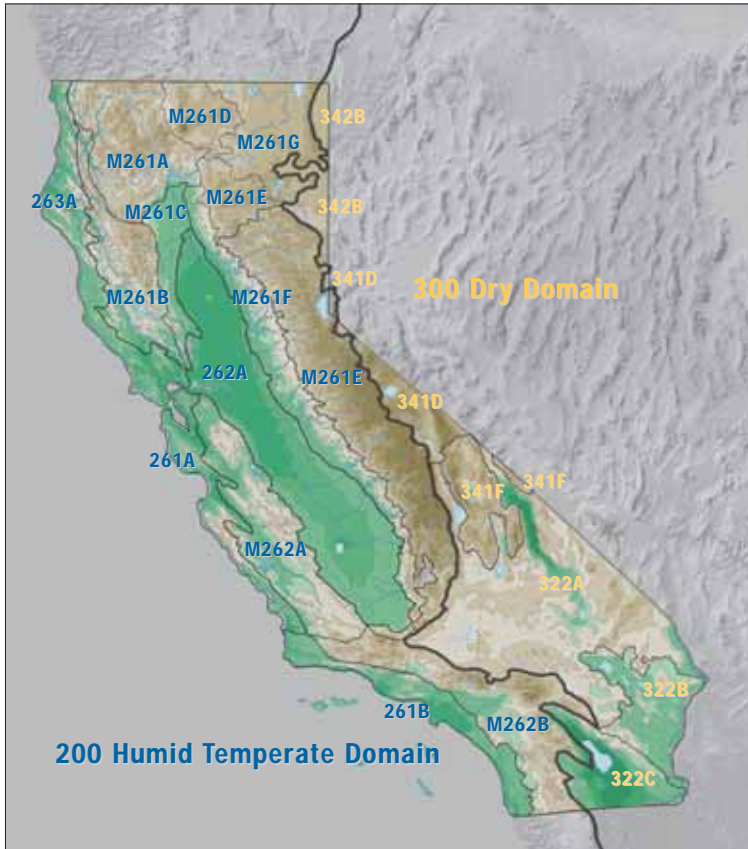 M261D
342B
M261G
M261A
M261E
263A
M261C
342B
341D
M261B
M261F
300 Dry Domain
262A
M261E
341D
261A
341F
341F
M262A
322A
322B
261B
M262B
200 Humid Temperate Domain
322C